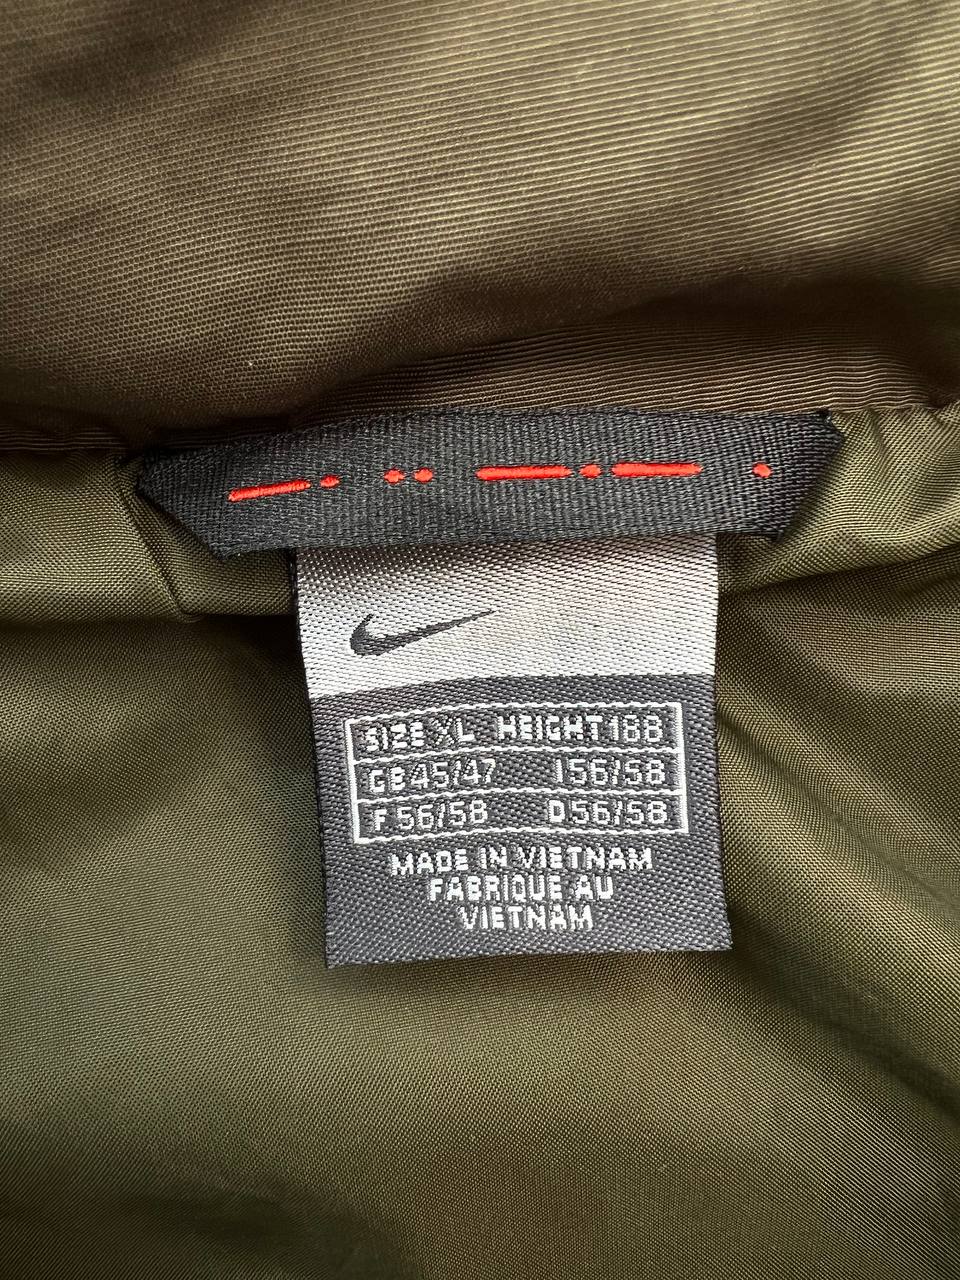 SIZE XL HEIGHT 188
GB 45/47 I 56/58
F 56/58 D 56/58
MADE IN VIETNAM
FABRIQUE AU
VIETNAM